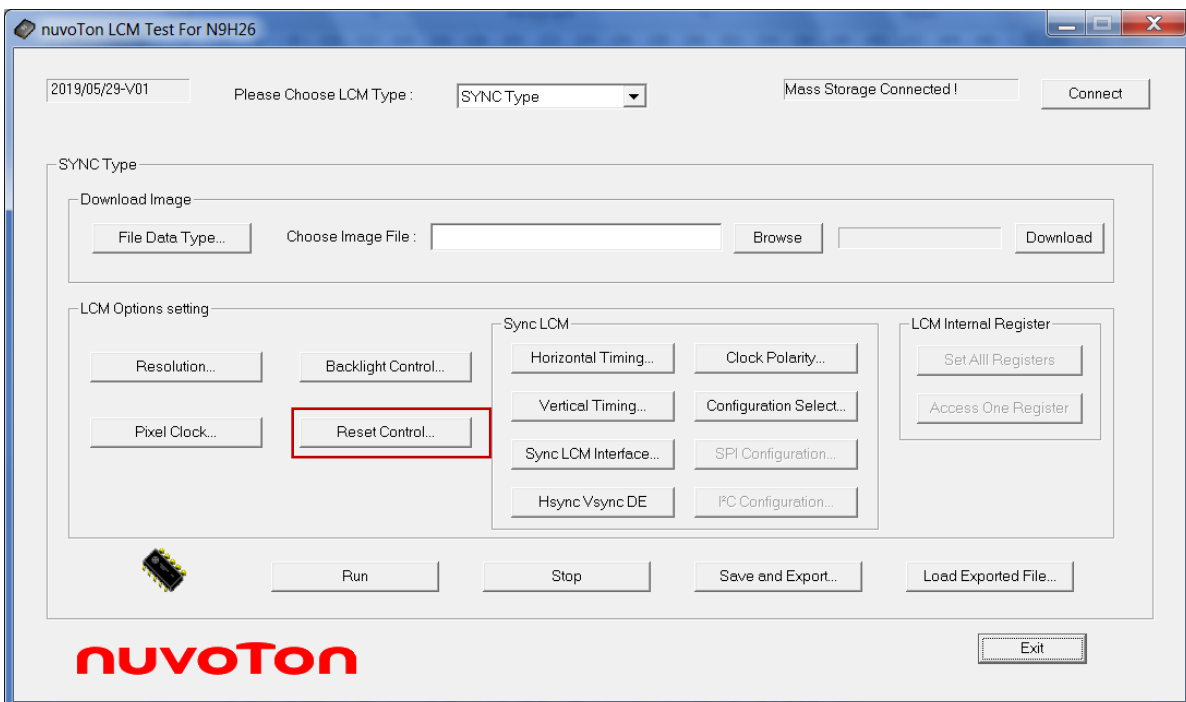 nuvoTon LCM Test For N9H26
2019/05/29-V01
Please Choose LCM Type :
SYNC Type
Mass Storage Connected !
Connect
SYNC Type
Download Image
File Data Type...
Choose Image File :
Browse
Download
LCM Options setting
Resolution...
Backlight Control...
Pixel Clock...
Reset Control...
Sync LCM
Horizontal Timing...
Clock Polarity...
Vertical Timing...
Configuration Select...
Sync LCM Interface...
SPI Configuration...
Hsync Vsync DE
I²C Configuration...
LCM Internal Register
Set Alll Registers
Access One Register
Run
Stop
Save and Export...
Load Exported File...
nuvoTon
Exit